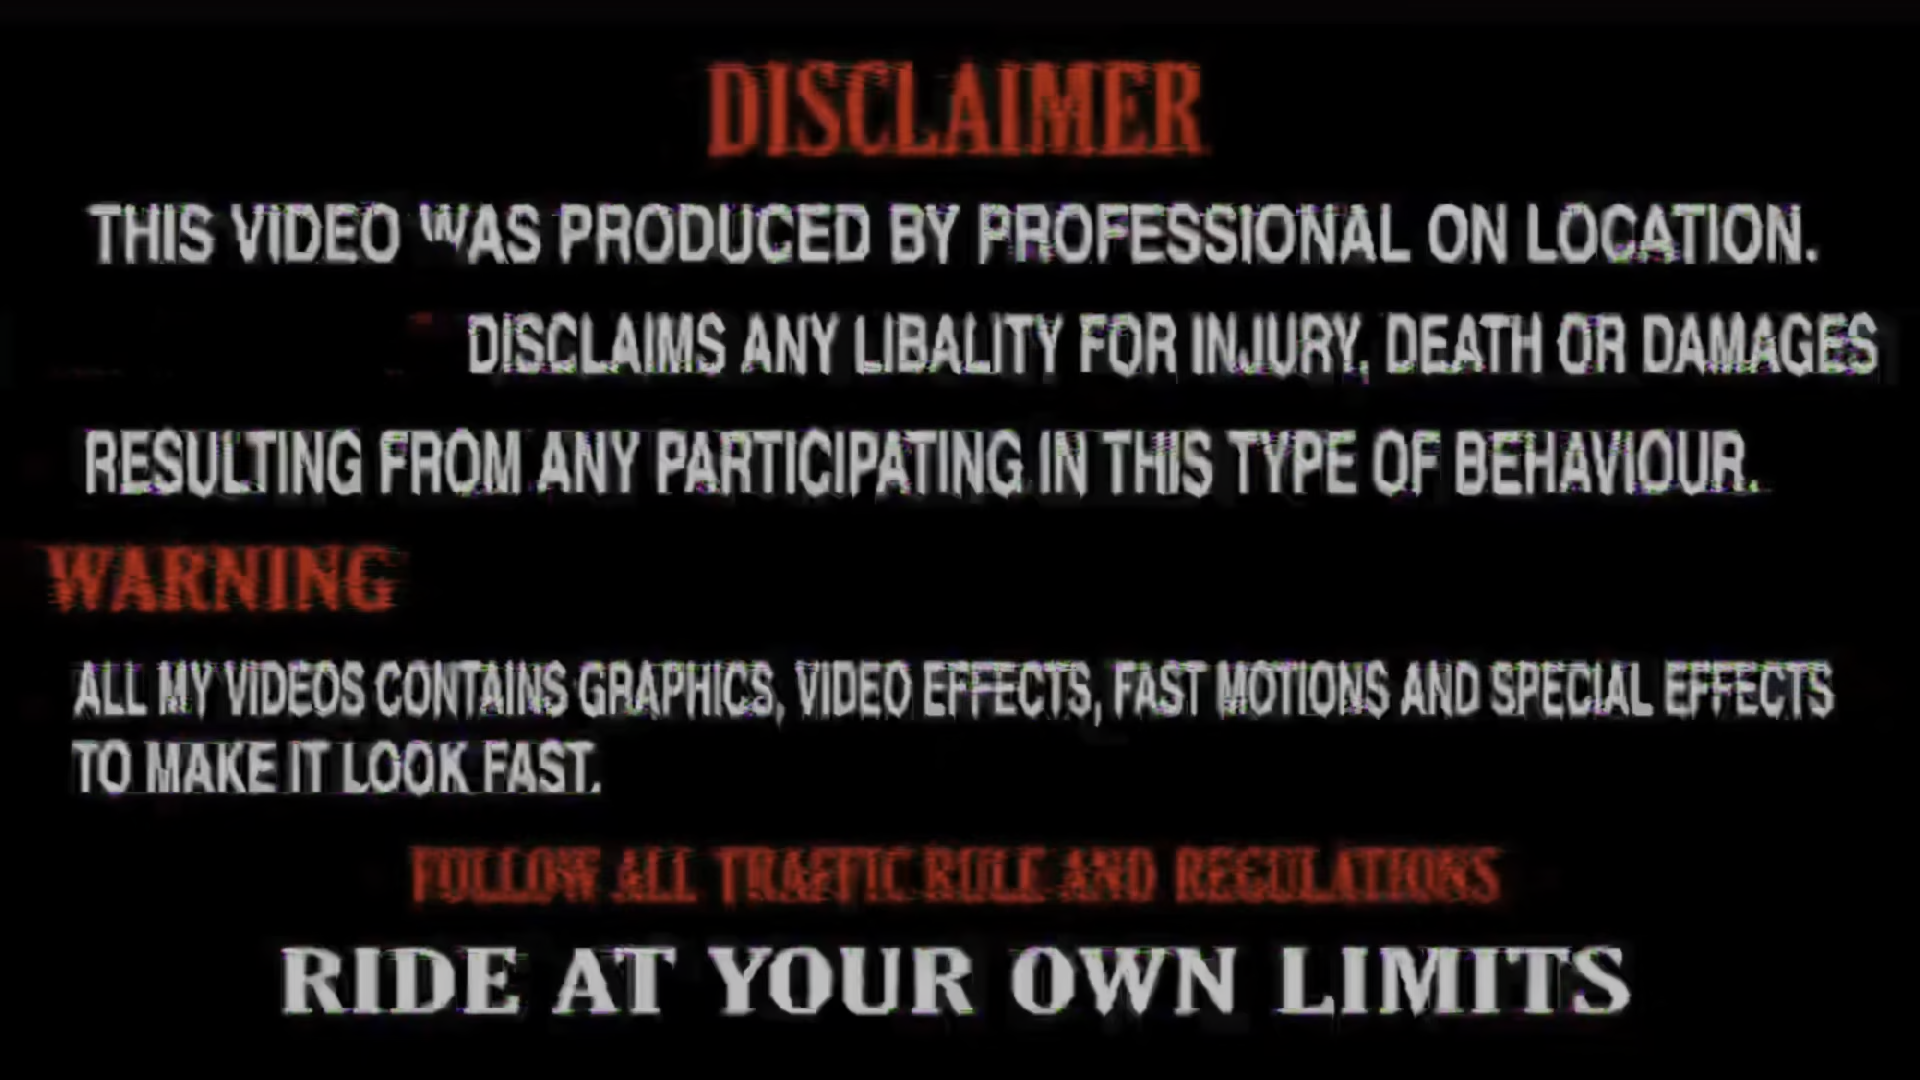 DISCLAIMER
THIS VIDEO WAS PRODUCED BY PROFESSIONAL ON LOCATION.
DISCLAIMS ANY LIBALITY FOR INJURY, DEATH OR DAMAGES
RESULTING FROM ANY PARTICIPATING IN THIS TYPE OF BEHAVIOUR.
WARNING
ALL MY VIDEOS CONTAINS GRAPHICS, VIDEO EFFECTS, FAST MOTIONS AND SPECIAL EFFECTS
TO MAKE IT LOOK FAST.
FOLLOW ALL TRAFFIC RULE AND REGULATIONS
RIDE AT YOUR OWN LIMITS